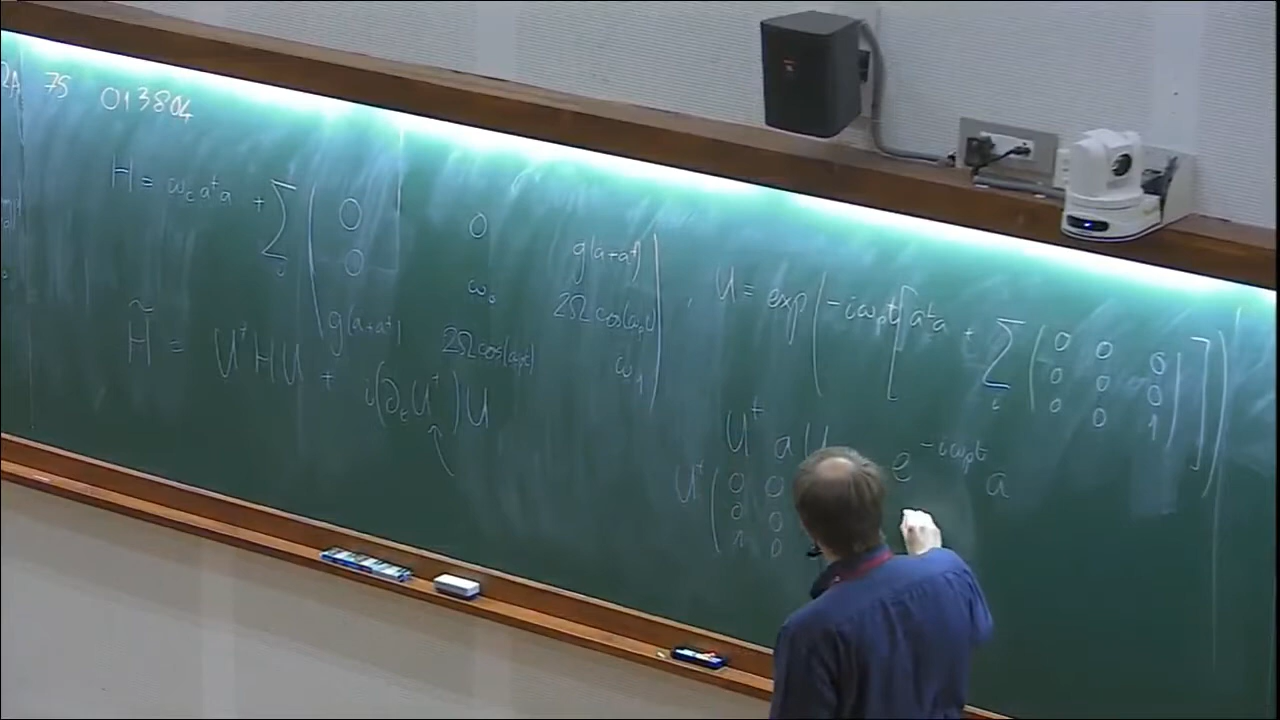 75 013804
H = ω_c a†a + Σ_i ( 0 0 g(a+a†)
0 ω_0 2Ω cos(ω_p t)
g(a+a†) 2Ω cos(ω_p t) ω_1 ) , U = exp( -iω_p t [ a†a + Σ_i ( 0 0 0
0 0 0
0 0 1 ) ] )
H̃ = U†HU + i(∂_t U†)U
↑
U† a U e^{-iω_p t} a
U† ( 0 0
0 0
1 0